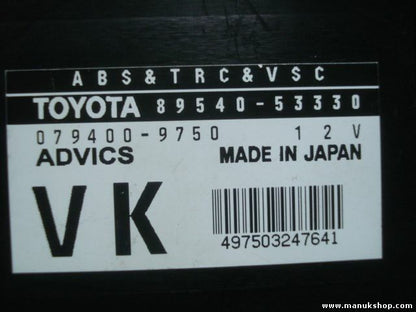 ABS&TRC&VSC
TOYOTA 89540-53330
079400-9750 12V
ADVICS MADE IN JAPAN
VK
497503247641
www.manukshop.com